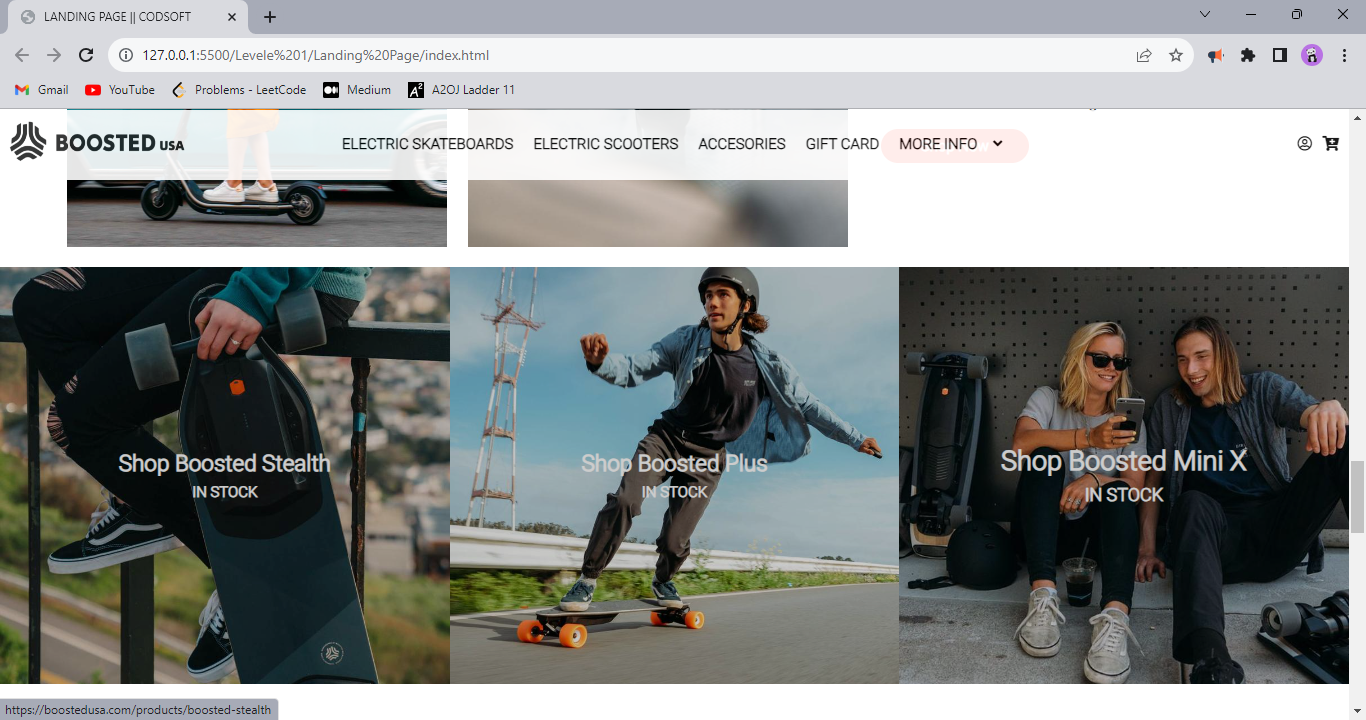 LANDING PAGE || CODSOFT
127.0.0.1:5500/Levele%201/Landing%20Page/index.html
Gmail YouTube Problems - LeetCode Medium A2OJ Ladder 11
BOOSTED USA ELECTRIC SKATEBOARDS ELECTRIC SCOOTERS ACCESORIES GIFT CARD MORE INFO
Shop Boosted Stealth
IN STOCK
Shop Boosted Plus
IN STOCK
Shop Boosted Mini X
IN STOCK
https://boostedusa.com/products/boosted-stealth